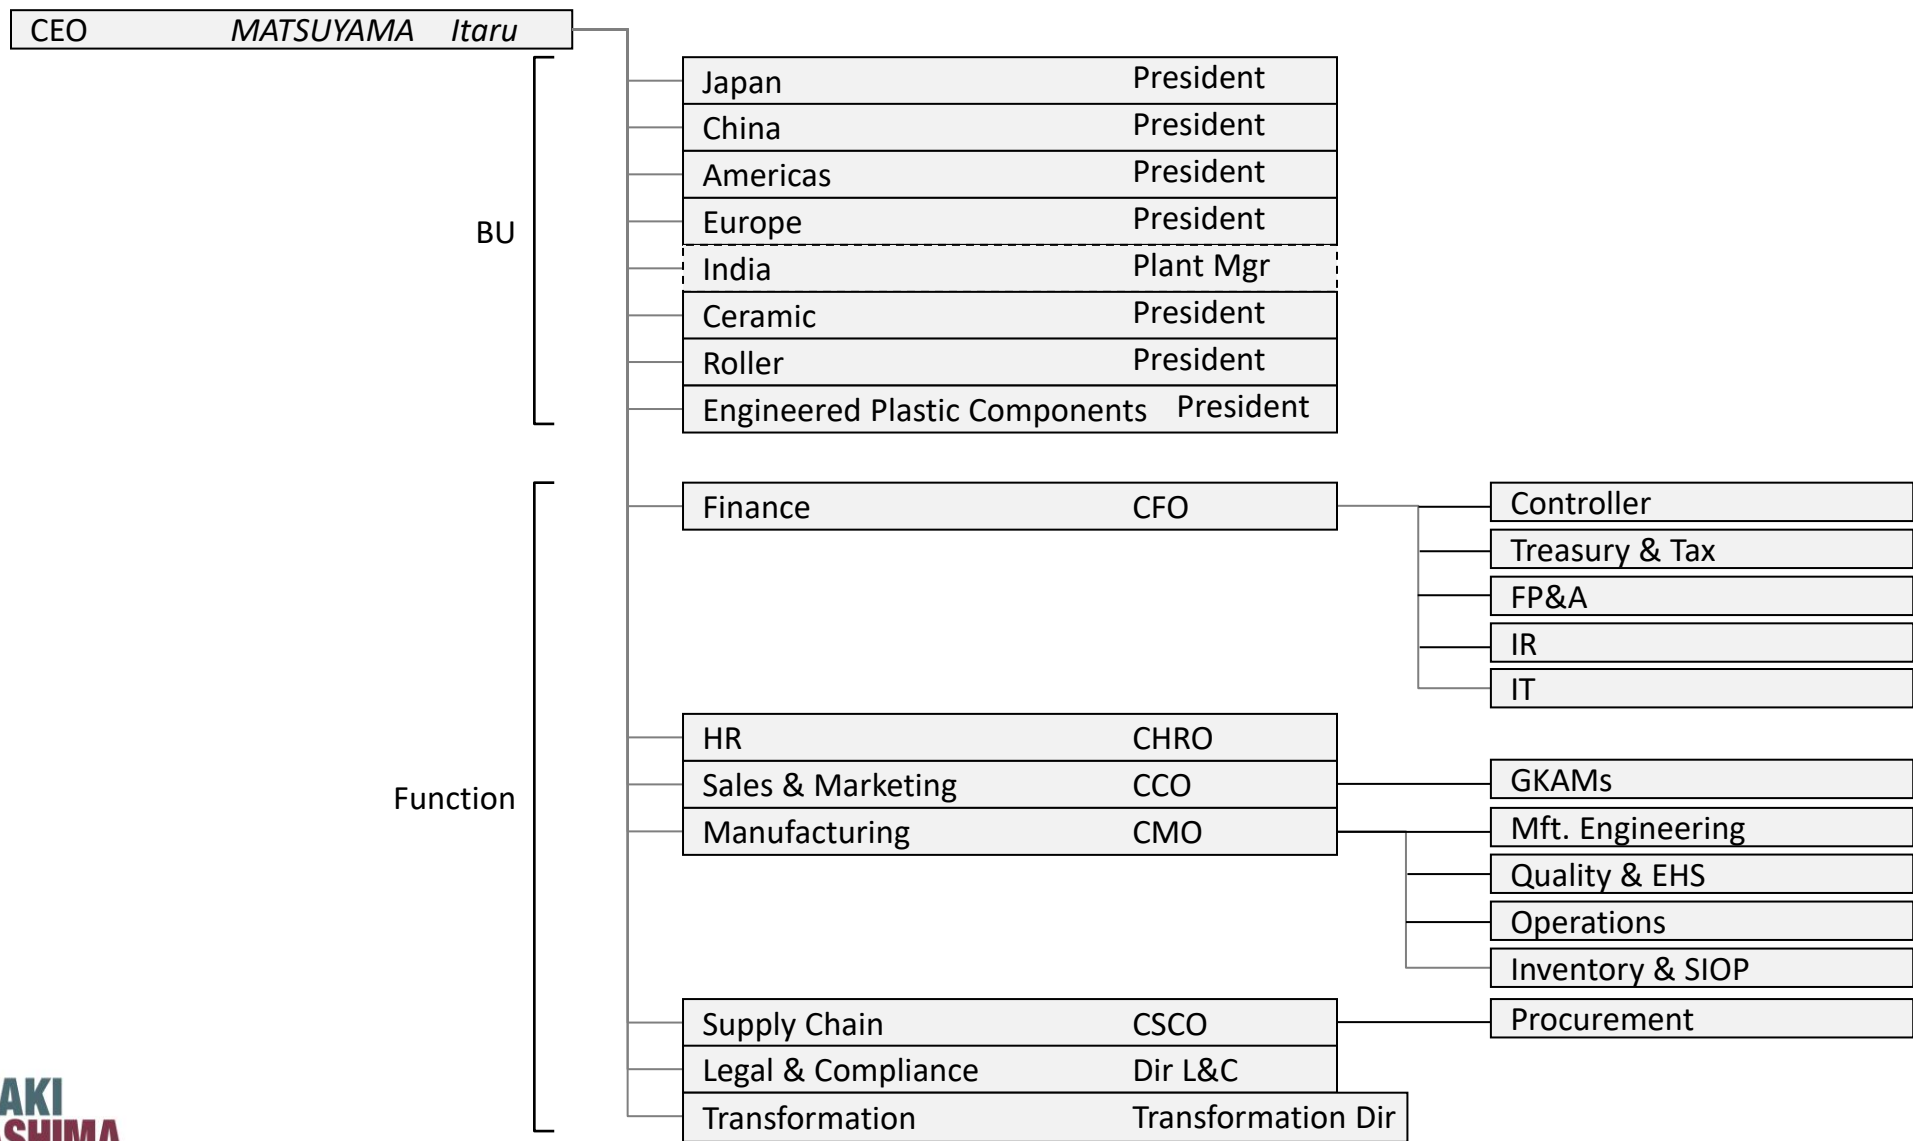 CEO MATSUYAMA Itaru
BU
Japan President
China President
Americas President
Europe President
India Plant Mgr
Ceramic President
Roller President
Engineered Plastic Components President
Function
Finance CFO
Controller
Treasury & Tax
FP&A
IR
IT
HR CHRO
Sales & Marketing CCO
GKAMs
Manufacturing CMO
Mft. Engineering
Quality & EHS
Operations
Inventory & SIOP
Supply Chain CSCO
Procurement
Legal & Compliance Dir L&C
Transformation Transformation Dir